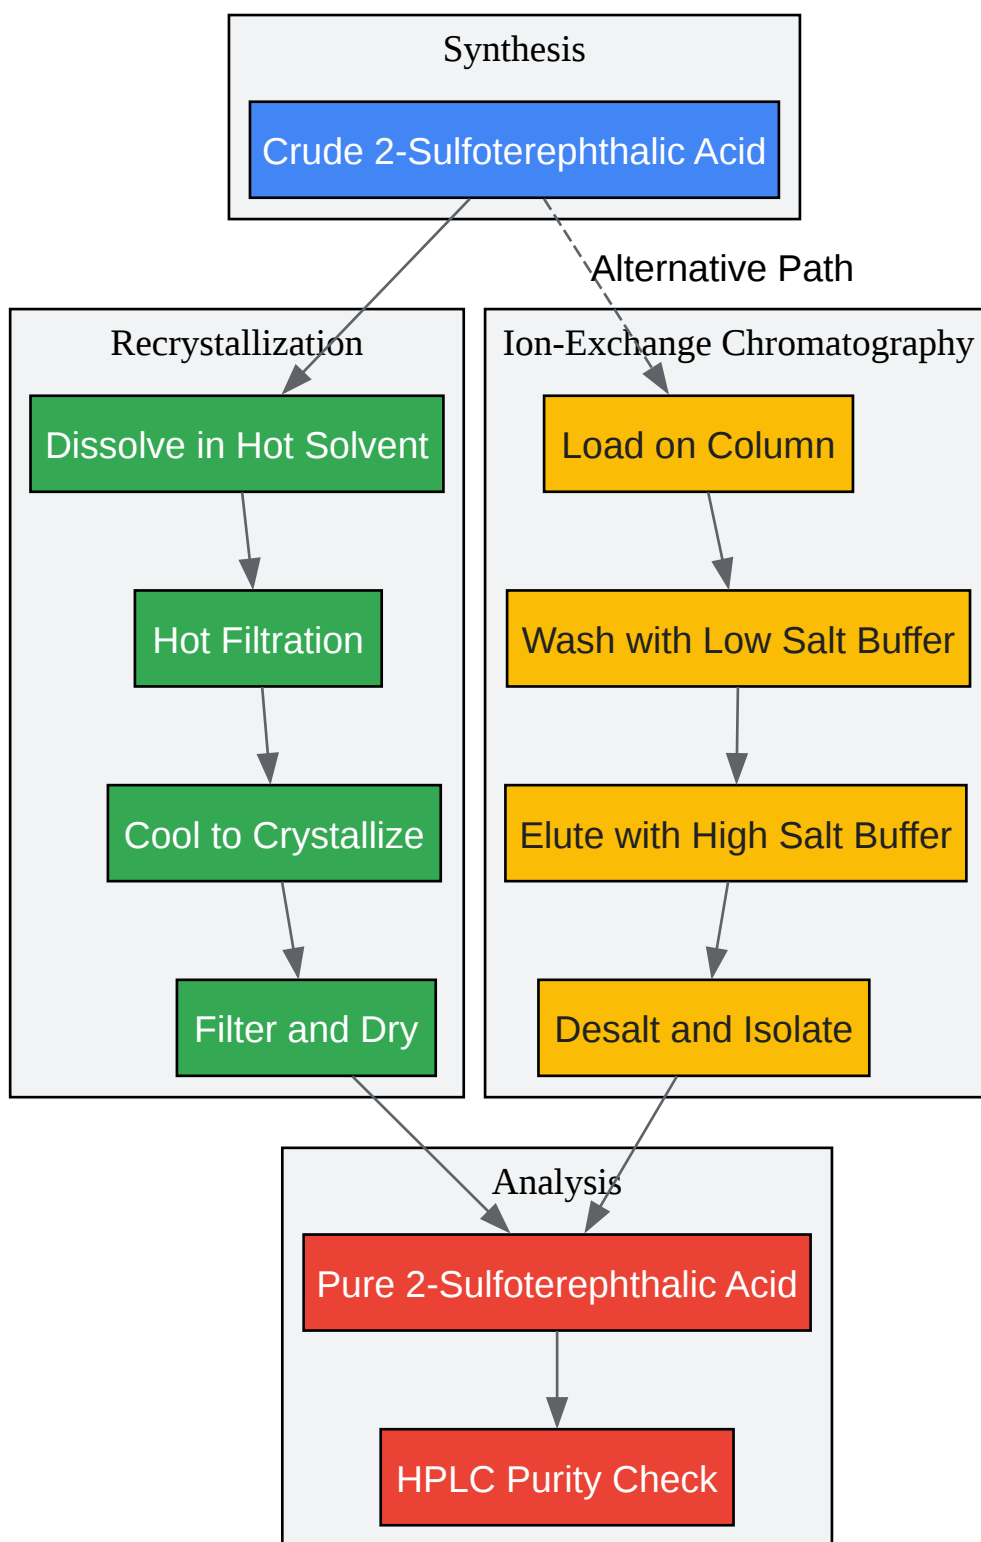 Synthesis
Crude 2-Sulfoterephthalic Acid
Alternative Path
Recrystallization
Dissolve in Hot Solvent
Hot Filtration
Cool to Crystallize
Filter and Dry
Ion-Exchange Chromatography
Load on Column
Wash with Low Salt Buffer
Elute with High Salt Buffer
Desalt and Isolate
Analysis
Pure 2-Sulfoterephthalic Acid
HPLC Purity Check